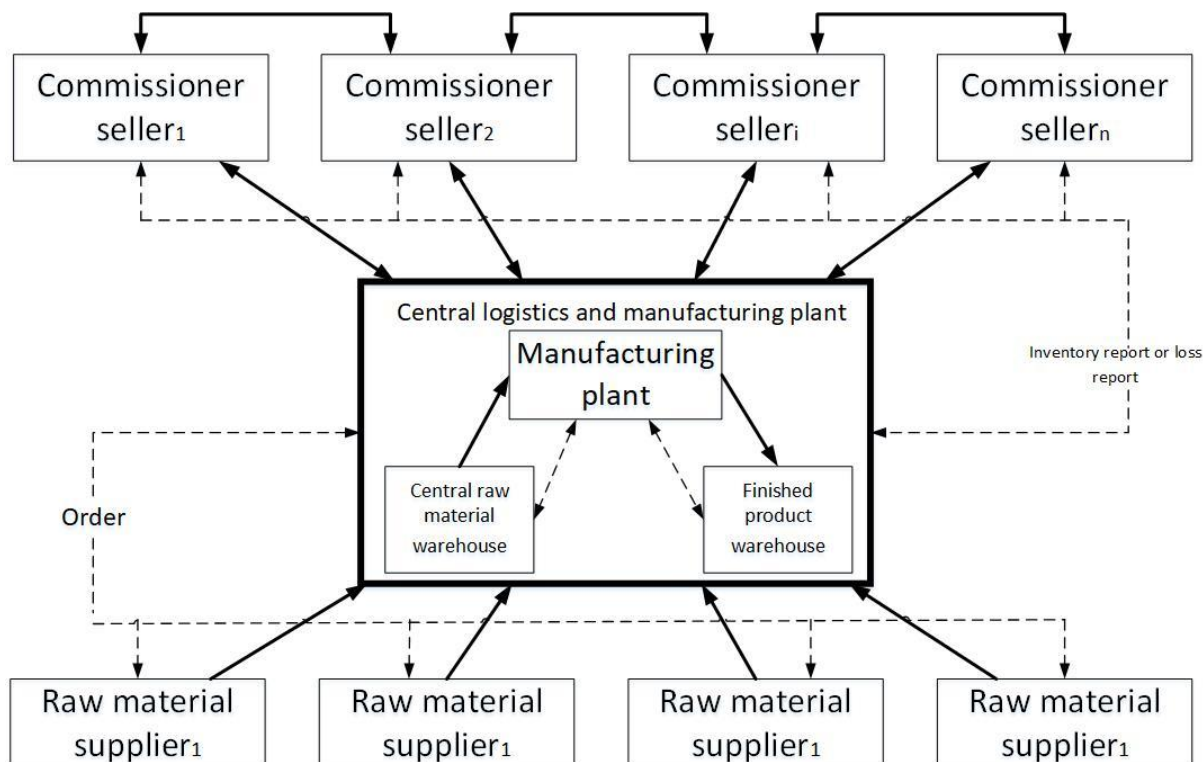 Commissioner
seller1
Commissioner
seller2
Commissioner
selleri
Commissioner
sellern
Central logistics and manufacturing plant
Manufacturing
plant
Inventory report or loss
report
Central raw
material
warehouse
Finished
product
warehouse
Order
Raw material
supplier1
Raw material
supplier1
Raw material
supplier1
Raw material
supplier1